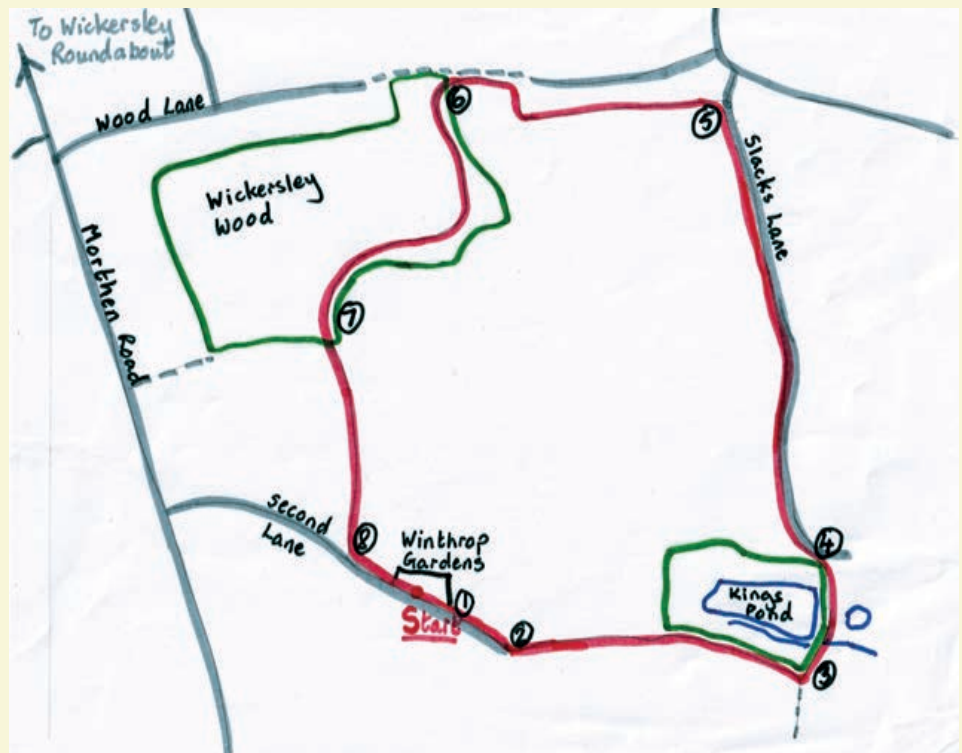 To Wickersley
Roundabout
Wood Lane
6
5
Wickersley
Wood
Slacks Lane
Morthen Road
7
Second
Lane
8
Winthrop
Gardens
4
Kings
Pond
1
Start
2
3